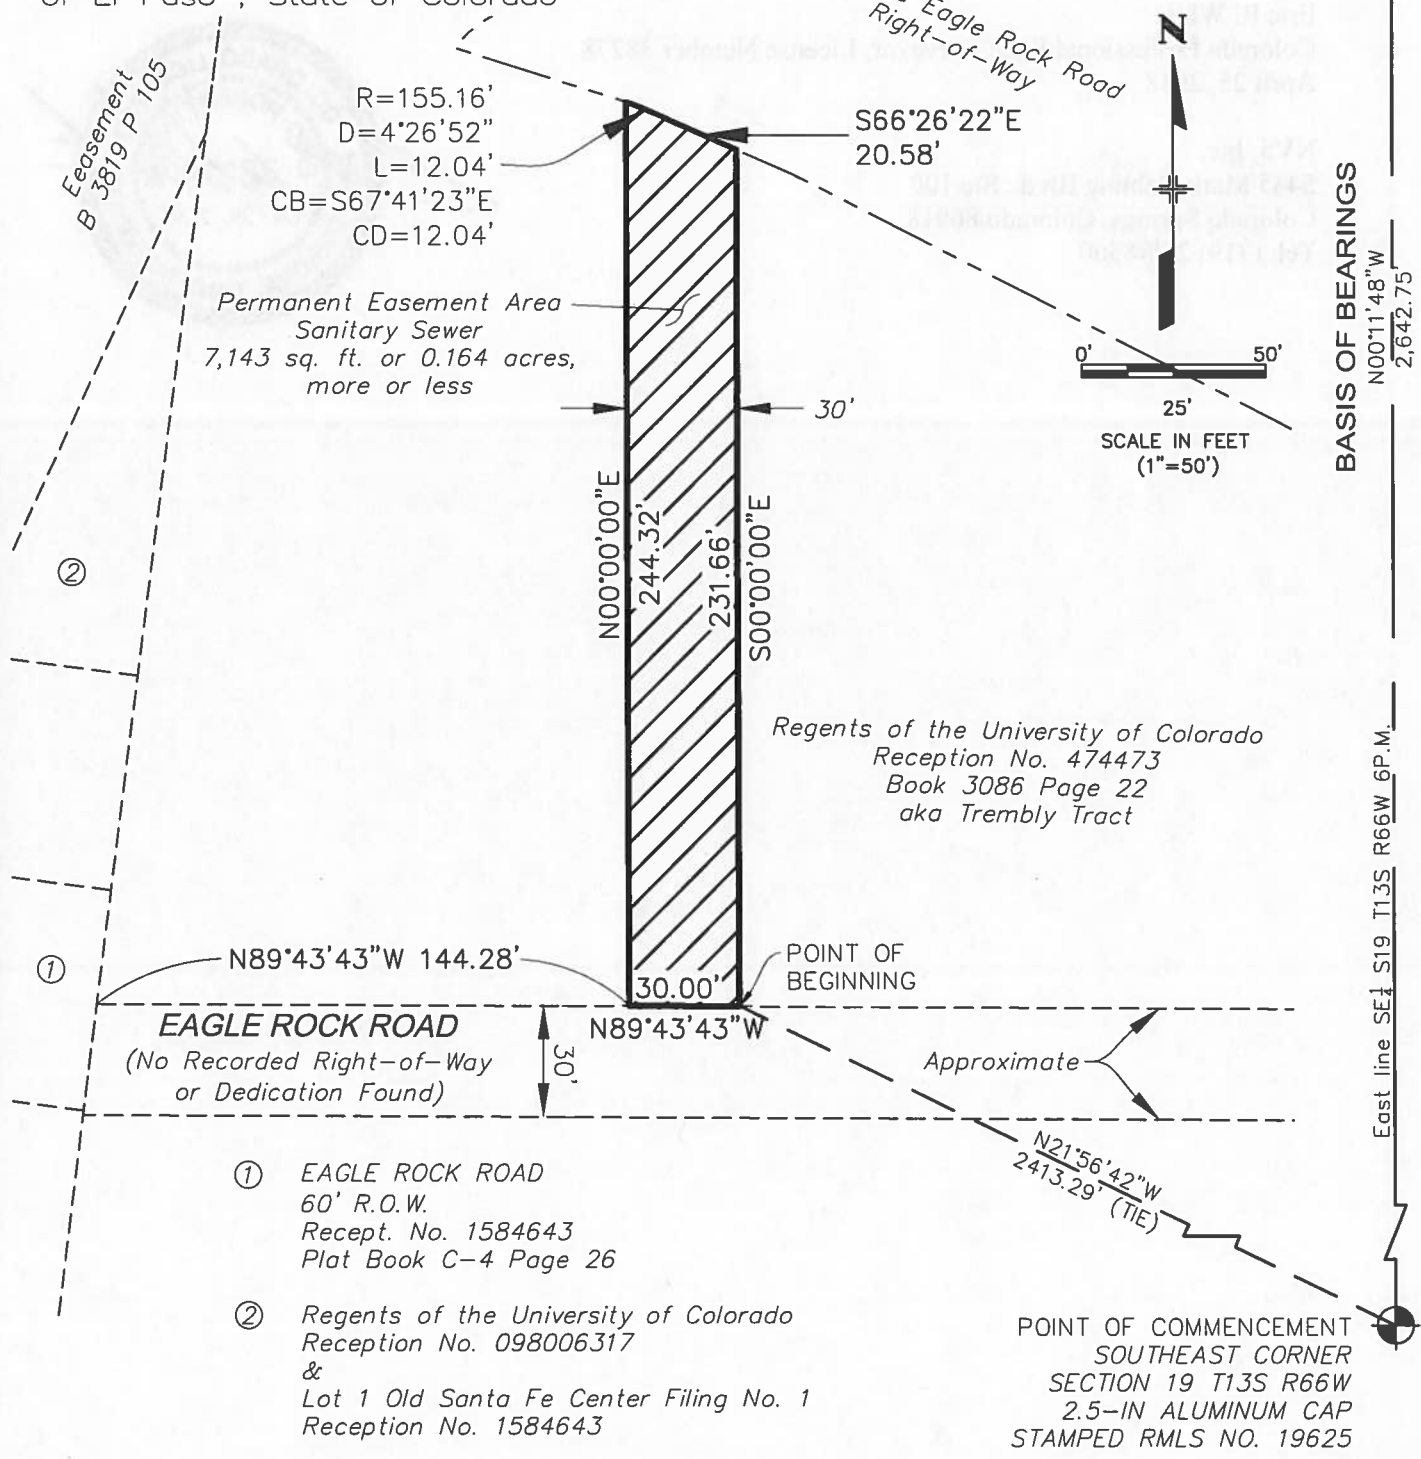 of El Paso , State of Colorado
Eagle Rock Road
Right-of-Way
N
Eeasement
B 3819 P 105
R=155.16'
D=4°26'52"
L=12.04'
CB=S67°41'23"E
CD=12.04'
S66°26'22"E
20.58'
Permanent Easement Area
Sanitary Sewer
7,143 sq. ft. or 0.164 acres,
more or less
30'
0' 50'
25'
SCALE IN FEET
(1"=50')
BASIS OF BEARINGS
N00°11'48"W
2,642.75'
N00°00'00"E
244.32'
231.66'
S00°00'00"E
②
Regents of the University of Colorado
Reception No. 474473
Book 3086 Page 22
aka Trembly Tract
East line SE¼ S19 T13S R66W 6P.M.
①
N89°43'43"W 144.28'
30.00'
POINT OF
BEGINNING
EAGLE ROCK ROAD
N89°43'43"W
(No Recorded Right-of-Way
or Dedication Found)
30'
Approximate
N21°56'42"W
2413.29' (TIE)
① EAGLE ROCK ROAD
60' R.O.W.
Recept. No. 1584643
Plat Book C-4 Page 26
② Regents of the University of Colorado
Reception No. 098006317
&
Lot 1 Old Santa Fe Center Filing No. 1
Reception No. 1584643
POINT OF COMMENCEMENT
SOUTHEAST CORNER
SECTION 19 T13S R66W
2.5-IN ALUMINUM CAP
STAMPED RMLS NO. 19625